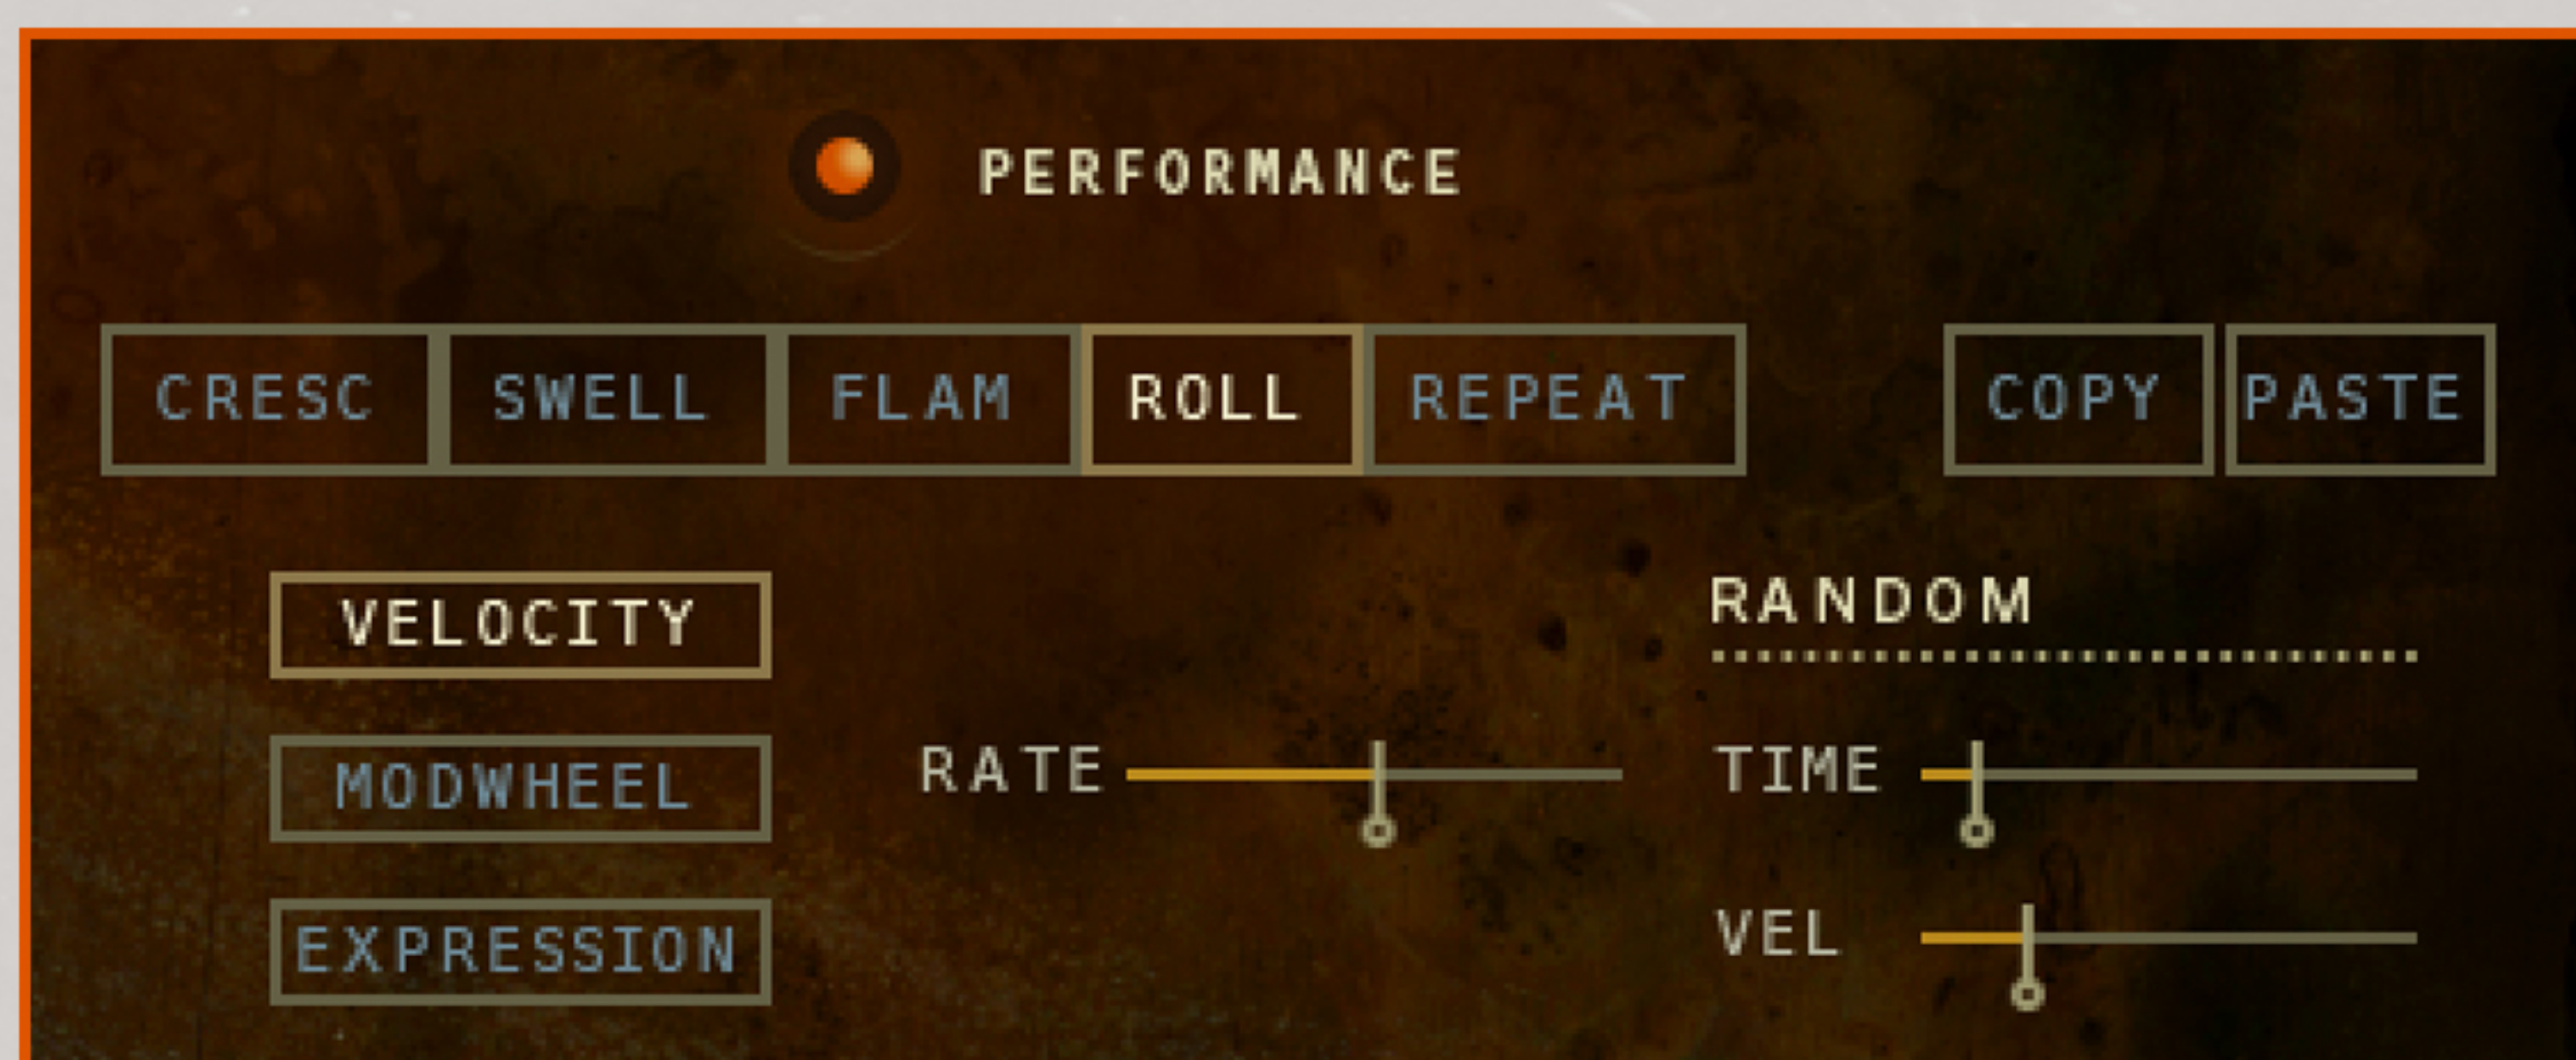 PERFORMANCE
CRESC SWELL FLAM ROLL REPEAT COPY PASTE
VELOCITY
RANDOM
MODWHEEL
RATE
TIME
EXPRESSION
VEL